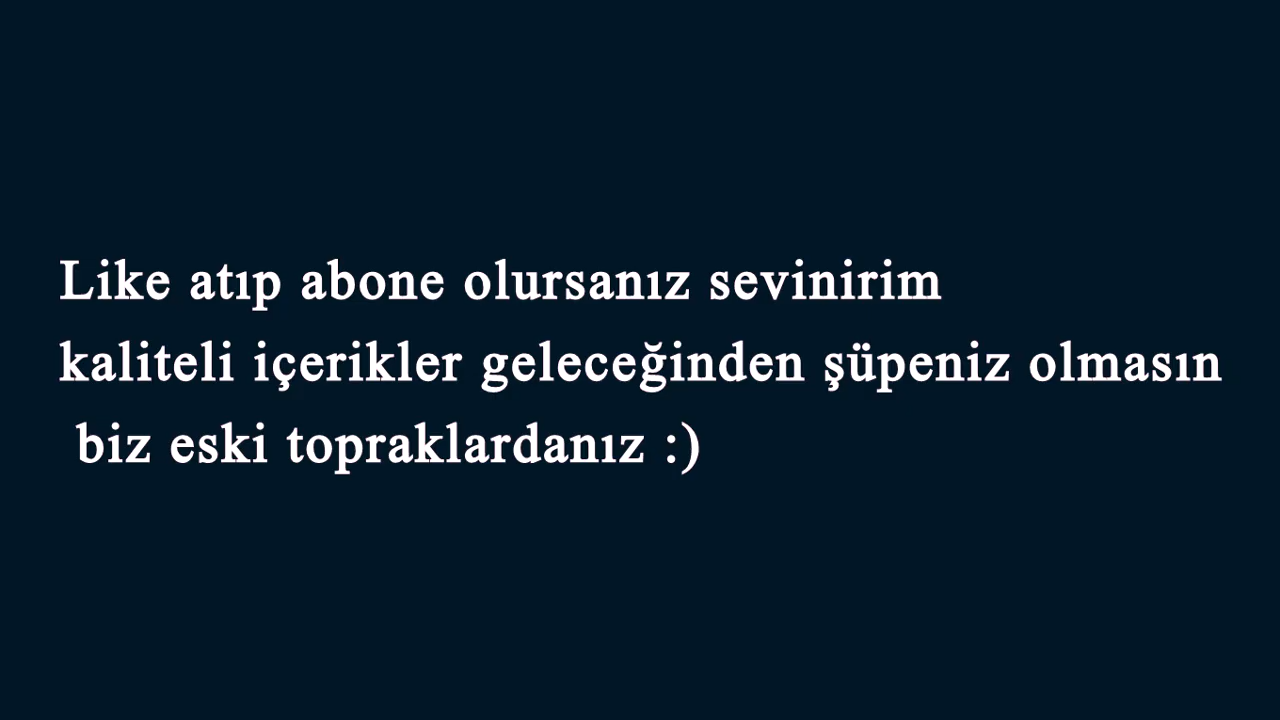 Like atıp abone olursanız sevinirim
kaliteli içerikler geleceğinden şüpeniz olmasın
biz eski topraklardanız :)